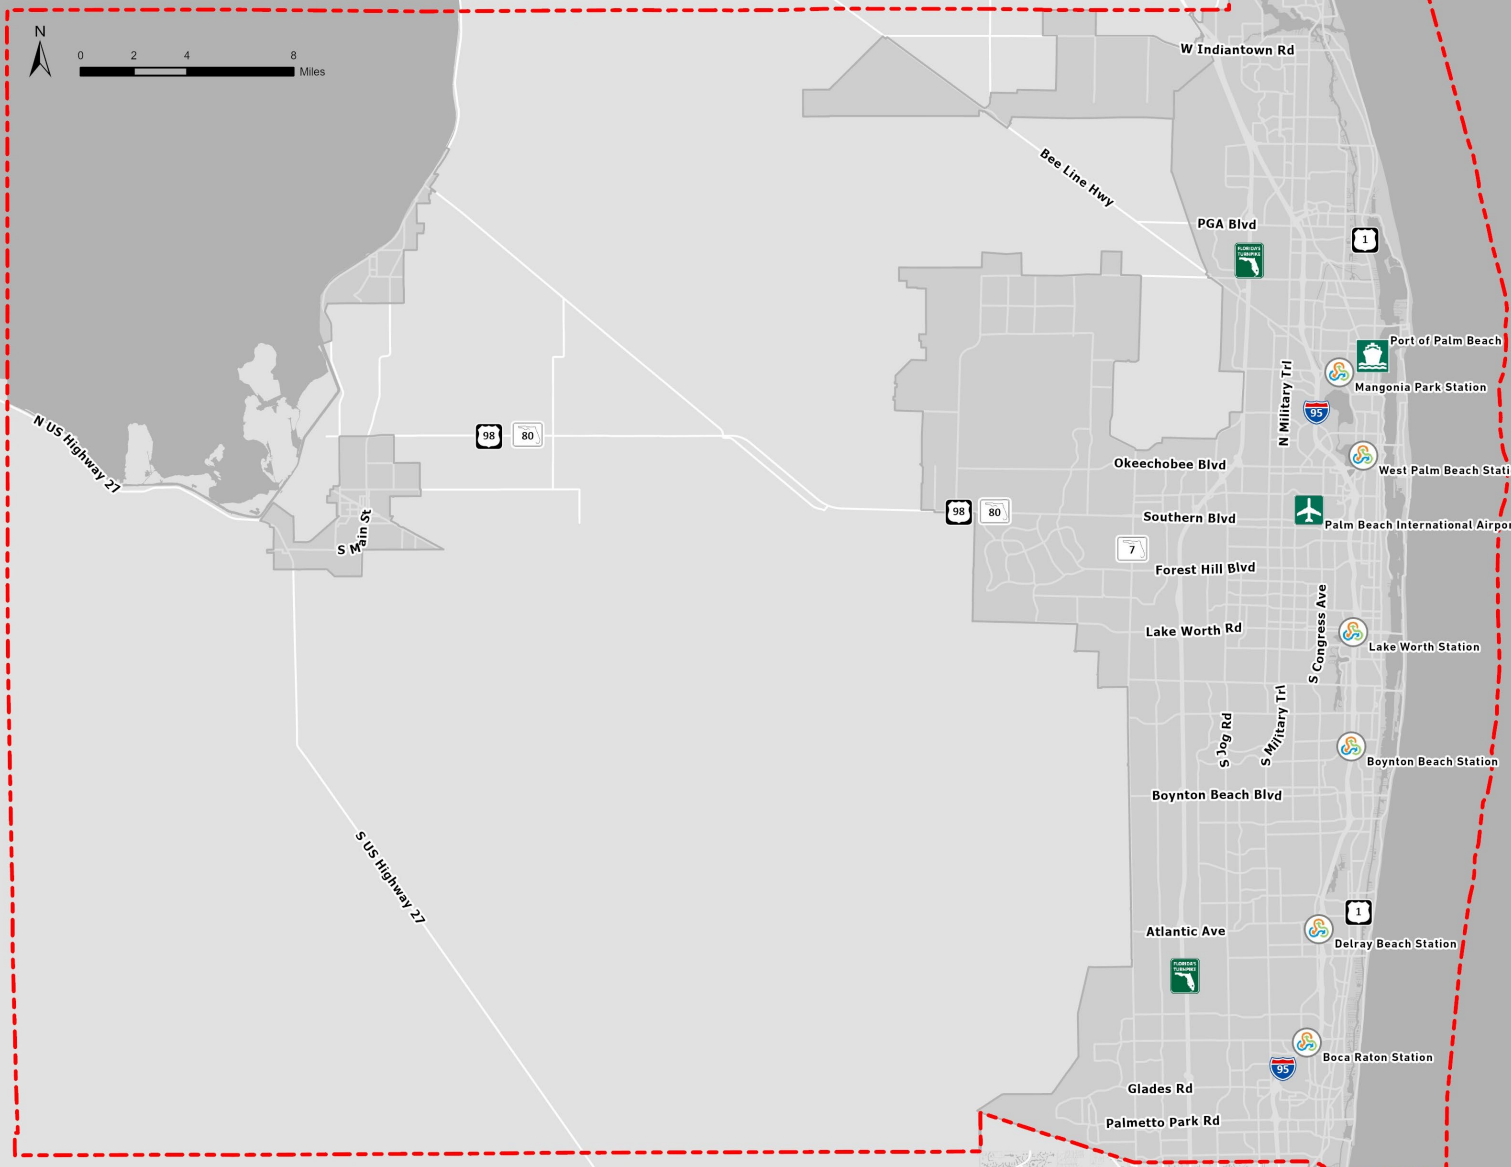 N
0 2 4 8
Miles
W Indiantown Rd
Bee Line Hwy
PGA Blvd
1
FLORIDA'S
TURNPIKE
Port of Palm Beach
Mangonia Park Station
N Military Trl
95
N US Highway 27
98 80
Okeechobee Blvd
West Palm Beach Stati
98 80
Southern Blvd
Palm Beach International Airpor
S Main St
7
Forest Hill Blvd
S Congress Ave
Lake Worth Rd
Lake Worth Station
S Jog Rd
S Military Trl
Boynton Beach Station
Boynton Beach Blvd
S US Highway 27
1
Atlantic Ave
Delray Beach Station
FLORIDA'S
TURNPIKE
Boca Raton Station
95
Glades Rd
Palmetto Park Rd